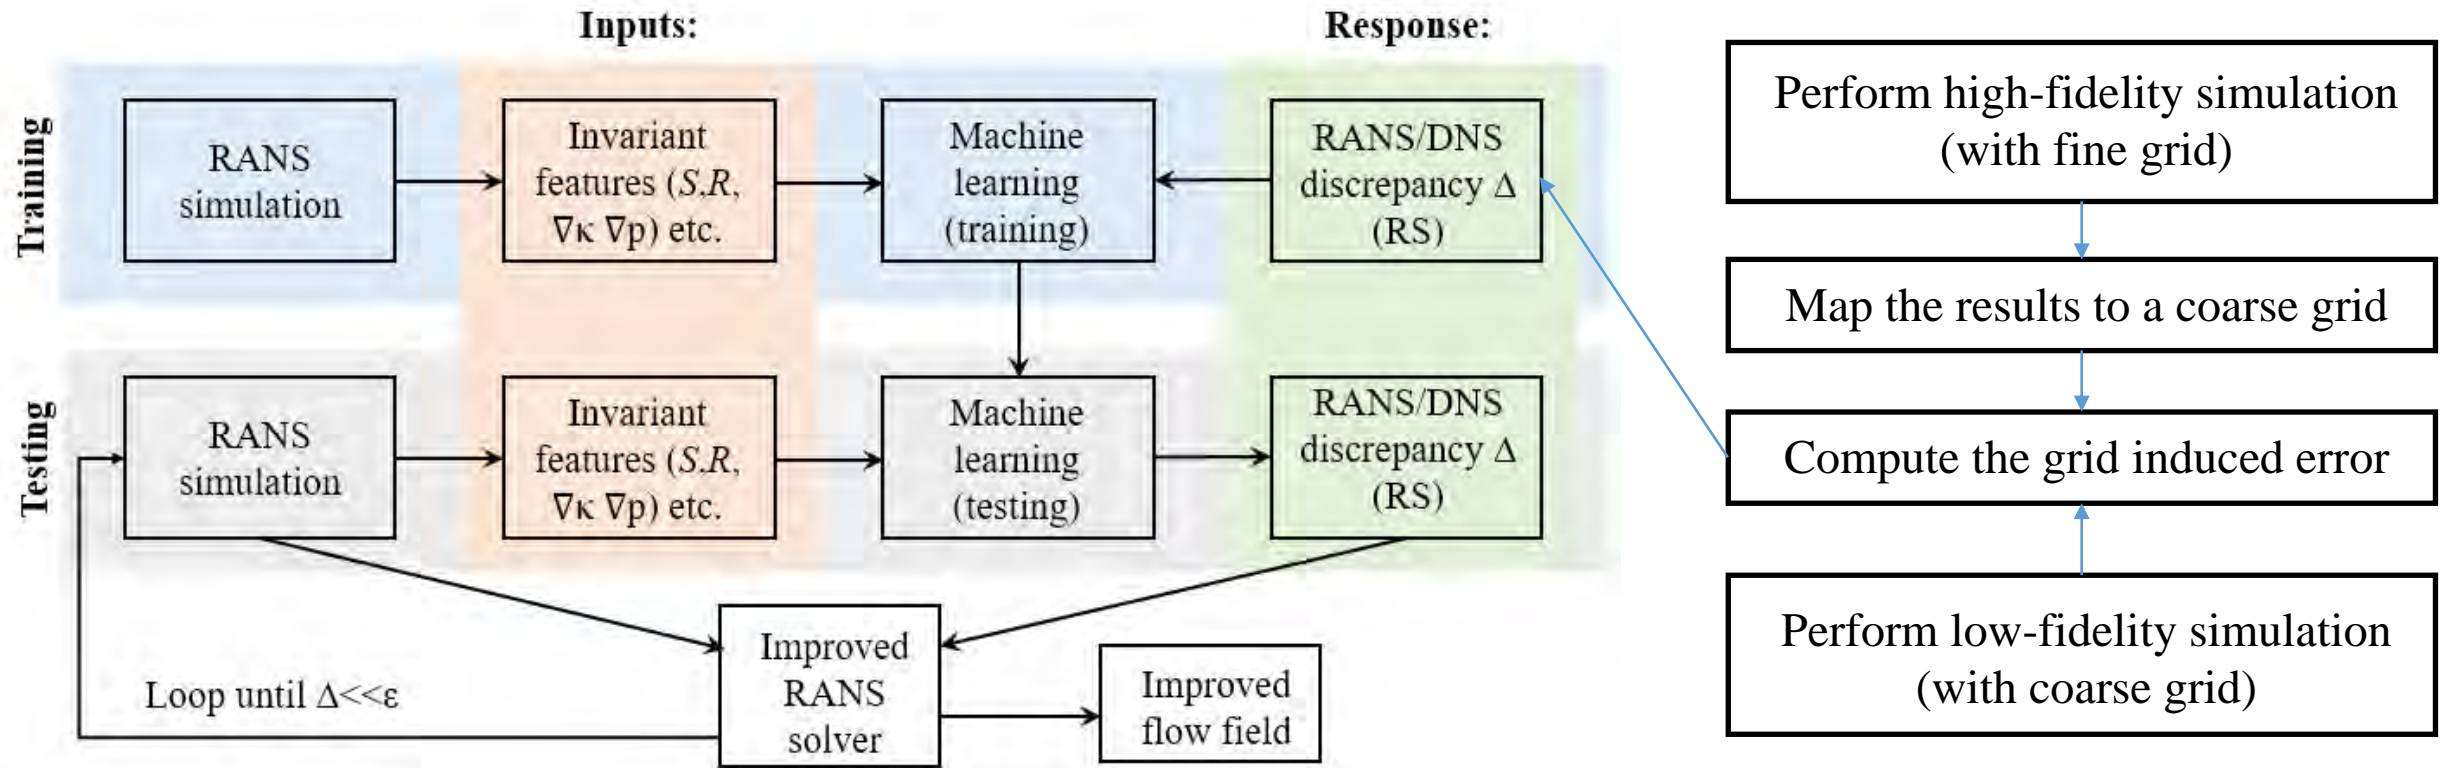 Inputs:
Response:
Training
RANS
simulation
Invariant
features (S,R,
∇κ ∇p) etc.
Machine
learning
(training)
RANS/DNS
discrepancy Δ
(RS)
Testing
RANS
simulation
Invariant
features (S,R,
∇κ ∇p) etc.
Machine
learning
(testing)
RANS/DNS
discrepancy Δ
(RS)
Loop until Δ<<ε
Improved
RANS
solver
Improved
flow field
Perform high-fidelity simulation
(with fine grid)
Map the results to a coarse grid
Compute the grid induced error
Perform low-fidelity simulation
(with coarse grid)